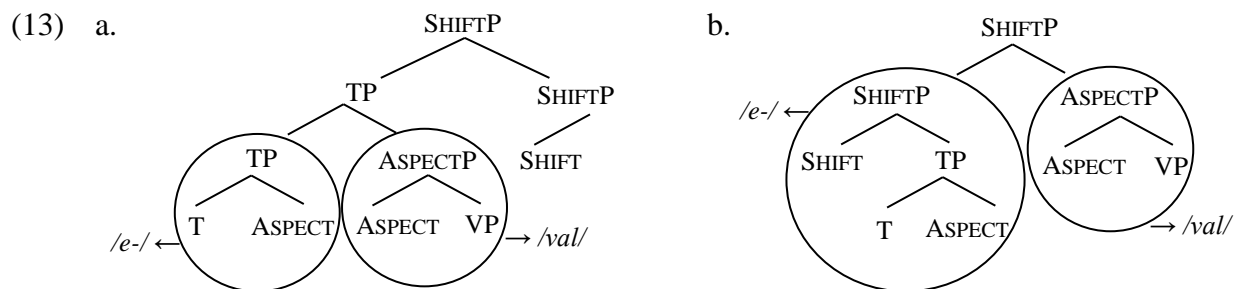 (13) a. SHIFTP b. SHIFTP
TP SHIFTP /e-/ ← SHIFTP ASPECTP
TP ASPECTP SHIFT SHIFT TP ASPECT VP
T ASPECT ASPECT VP T ASPECT
/e-/ ← → /val/ → /val/